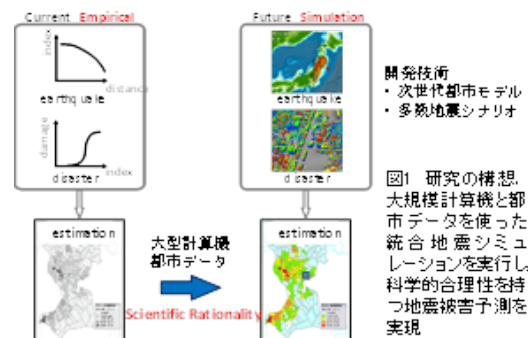 Current Empirical
index
distance
earthquake
damage
index
disaster
estimation
大型計算機
都市データ
Scientific Rationality
Future Simulation
earthquake
disaster
estimation
開発技術
・ 次世代都市モデル
・ 多数地震シナリオ
図1 研究の構想.
大規模計算機と都
市データを使った
統合地震シミュ
レーションを実行し,
科学的合理性を持
つ地震被害予測を
実現